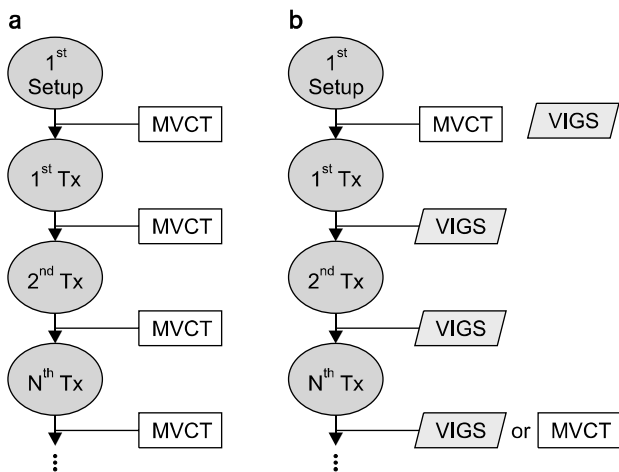 a
1st
Setup
MVCT
1st Tx
MVCT
2nd Tx
MVCT
Nth Tx
MVCT
b
1st
Setup
MVCT VIGS
1st Tx
VIGS
2nd Tx
VIGS
Nth Tx
VIGS or MVCT